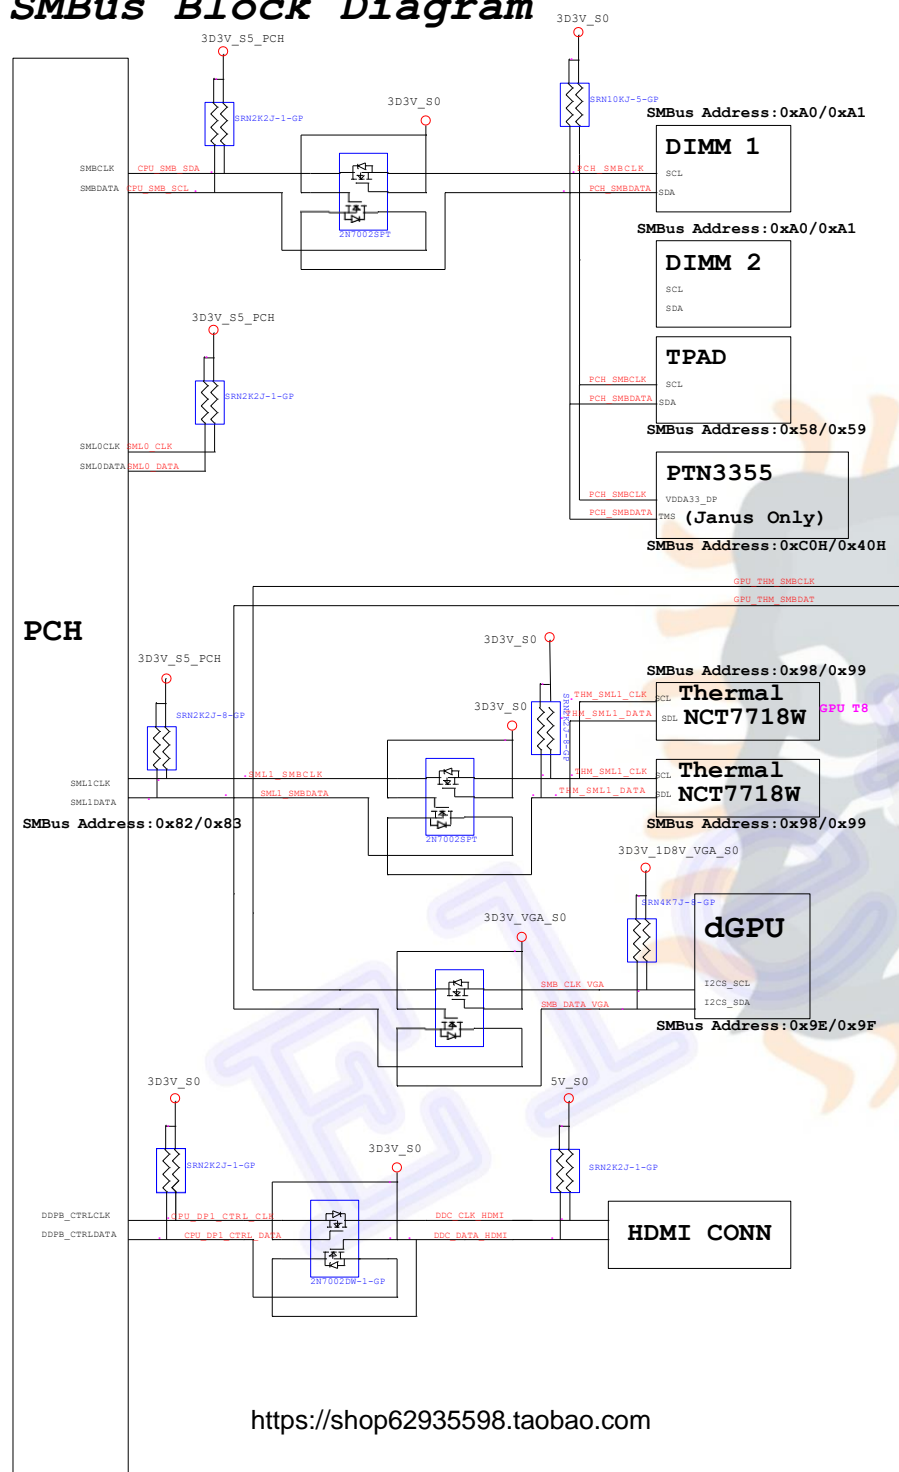 SMBus Block Diagram
3D3V_S0
3D3V_S5_PCH
SRN2K2J-1-GP
3D3V_S0
SRN10KJ-5-GP
SMBus Address:0xA0/0xA1
DIMM 1
SCL
SDA
SMBCLK
CPU_SMB_SDA
SMBDATA
CPU_SMB_SCL
PCH_SMBCLK
PCH_SMBDATA
2N7002SPT
SMBus Address:0xA0/0xA1
DIMM 2
SCL
SDA
3D3V_S5_PCH
SRN2K2J-1-GP
TPAD
PCH_SMBCLK
SCL
PCH_SMBDATA
SDA
SMBus Address:0x58/0x59
SML0CLK
SML0_CLK
SML0DATA
SML0_DATA
PTN3355
PCH_SMBCLK
VDDA33_DP
PCH_SMBDATA
TMS
(Janus Only)
SMBus Address:0xC0H/0x40H
GPU_THM_SMBCLK
GPU_THM_SMBDAT
PCH
3D3V_S0
3D3V_S5_PCH
SMBus Address:0x98/0x99
THM_SML1_CLK
SCL
THM_SML1_DATA
SDL
Thermal
NCT7718W
GPU T8
SRN2K2J-8-GP
3D3V_S0
SRN2K2J-8-GP
SML1CLK
SML1_SMBCLK
SML1DATA
SML1_SMBDATA
THM_SML1_CLK
SCL
THM_SML1_DATA
SDL
Thermal
NCT7718W
SMBus Address:0x98/0x99
SMBus Address:0x82/0x83
2N7002SPT
3D3V_1D8V_VGA_S0
SRN4K7J-8-GP
3D3V_VGA_S0
dGPU
SMB_CLK_VGA
I2CS_SCL
SMB_DATA_VGA
I2CS_SDA
SMBus Address:0x9E/0x9F
3D3V_S0
5V_S0
SRN2K2J-1-GP
3D3V_S0
SRN2K2J-1-GP
DDPB_CTRLCLK
CPU_DP1_CTRL_CLK
DDPB_CTRLDATA
CPU_DP1_CTRL_DATA
DDC_CLK_HDMI
DDC_DATA_HDMI
HDMI CONN
2N7002DW-1-GP
https://shop62935598.taobao.com